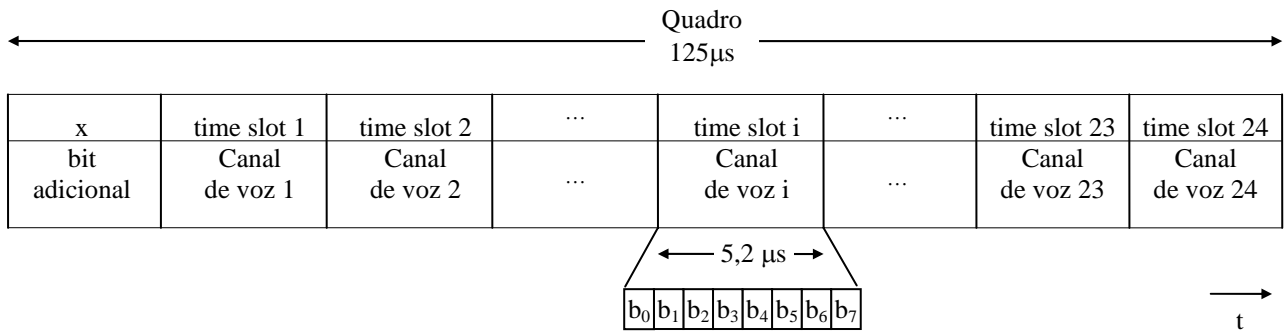 Quadro
125μs
x time slot 1 time slot 2 ... time slot i ... time slot 23 time slot 24
bit Canal Canal ... Canal ... Canal Canal
adicional de voz 1 de voz 2 de voz i de voz 23 de voz 24
5,2 μs
b0 b1 b2 b3 b4 b5 b6 b7
t